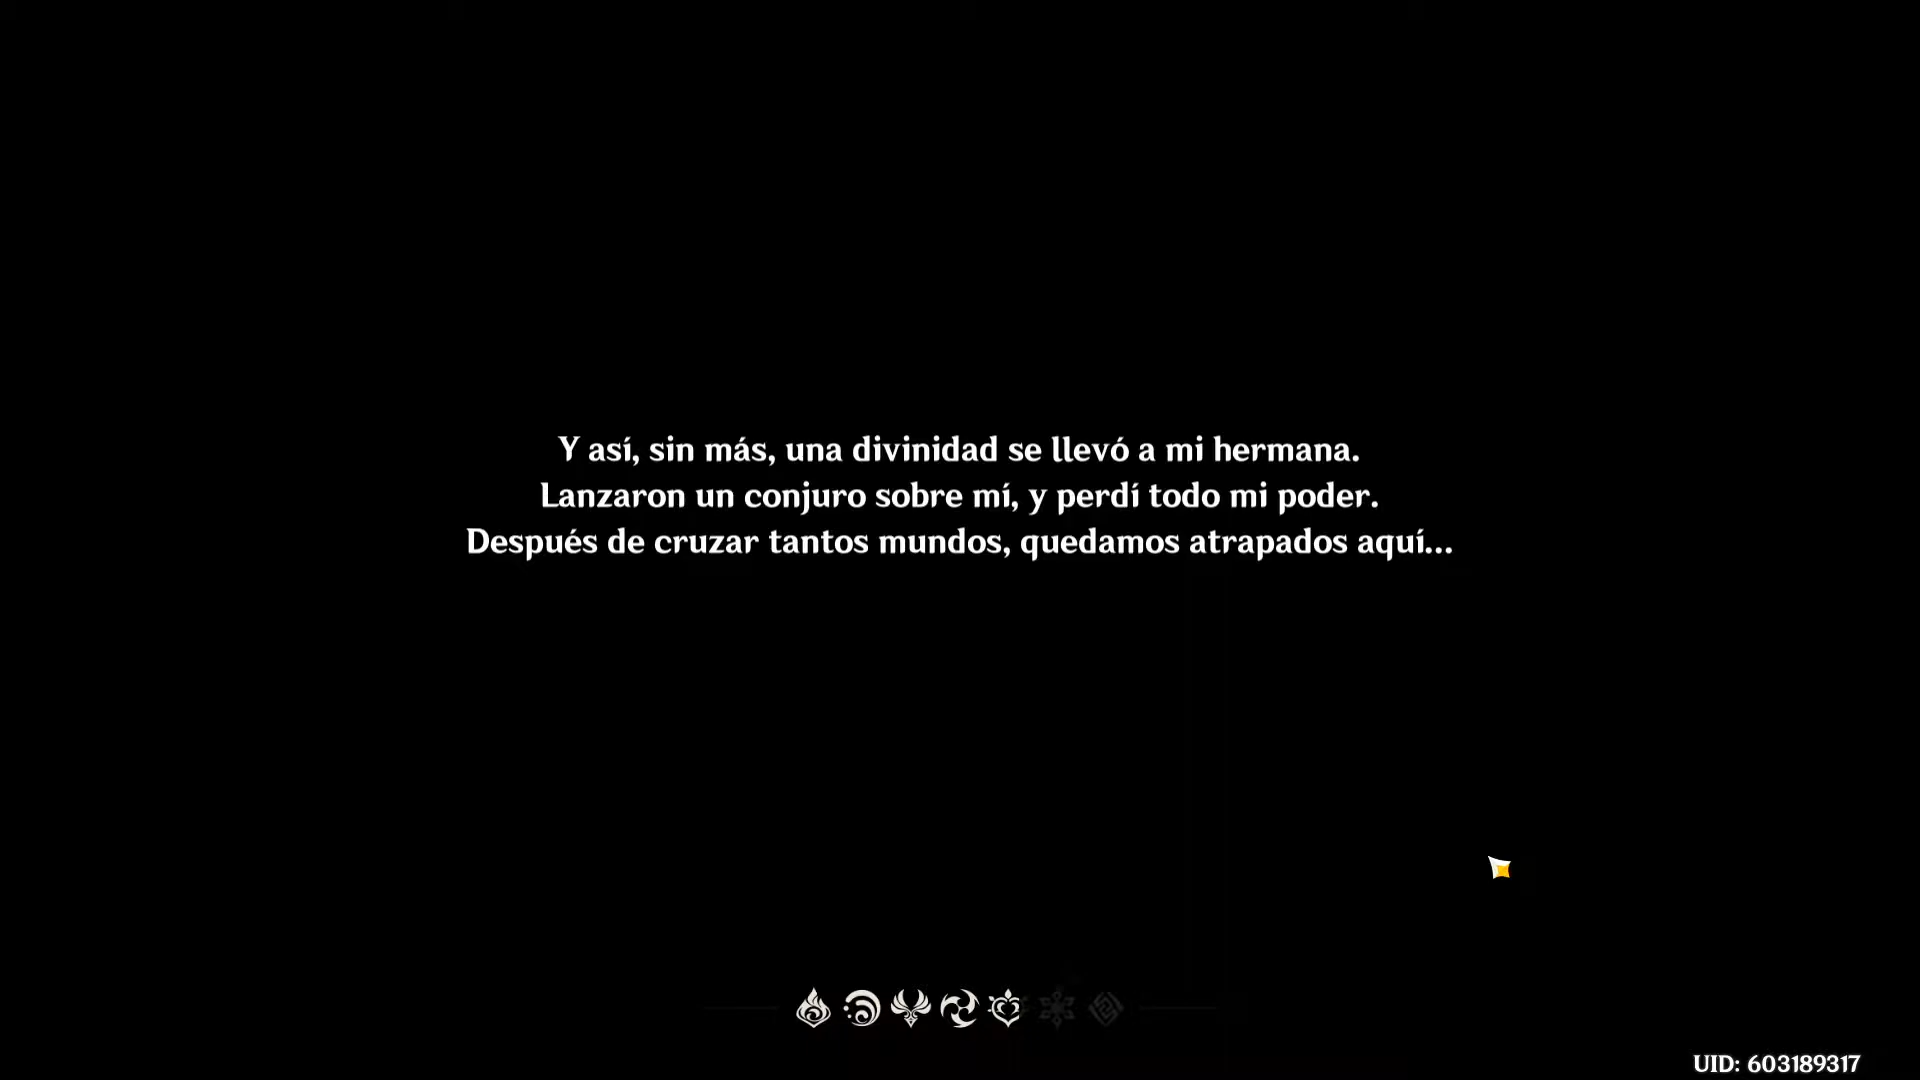 Y así, sin más, una divinidad se llevó a mi hermana.
Lanzaron un conjuro sobre mí, y perdí todo mi poder.
Después de cruzar tantos mundos, quedamos atrapados aquí...
UID: 603189317